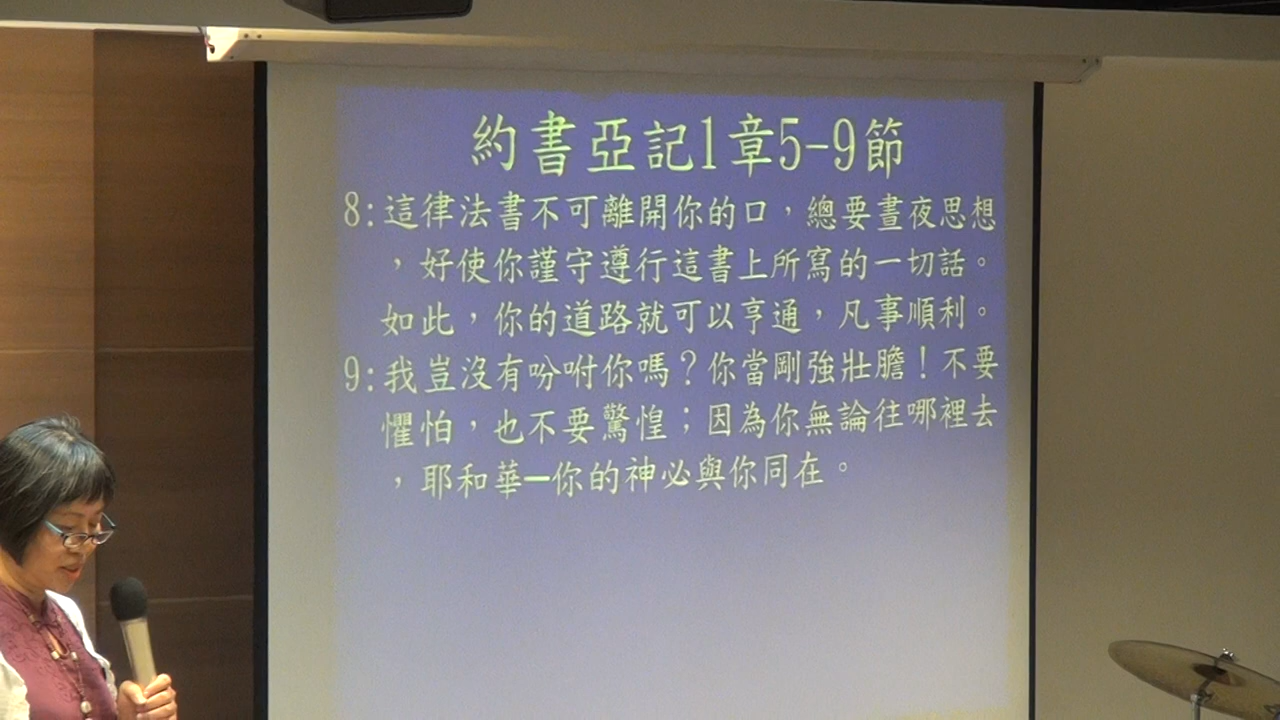 約書亞記1章5-9節
8:這律法書不可離開你的口，總要晝夜思想
，好使你謹守遵行這書上所寫的一切話。
如此，你的道路就可以亨通，凡事順利。
9:我豈沒有吩咐你嗎？你當剛強壯膽！不要
懼怕，也不要驚惶；因為你無論往哪裡去
，耶和華─你的神必與你同在。